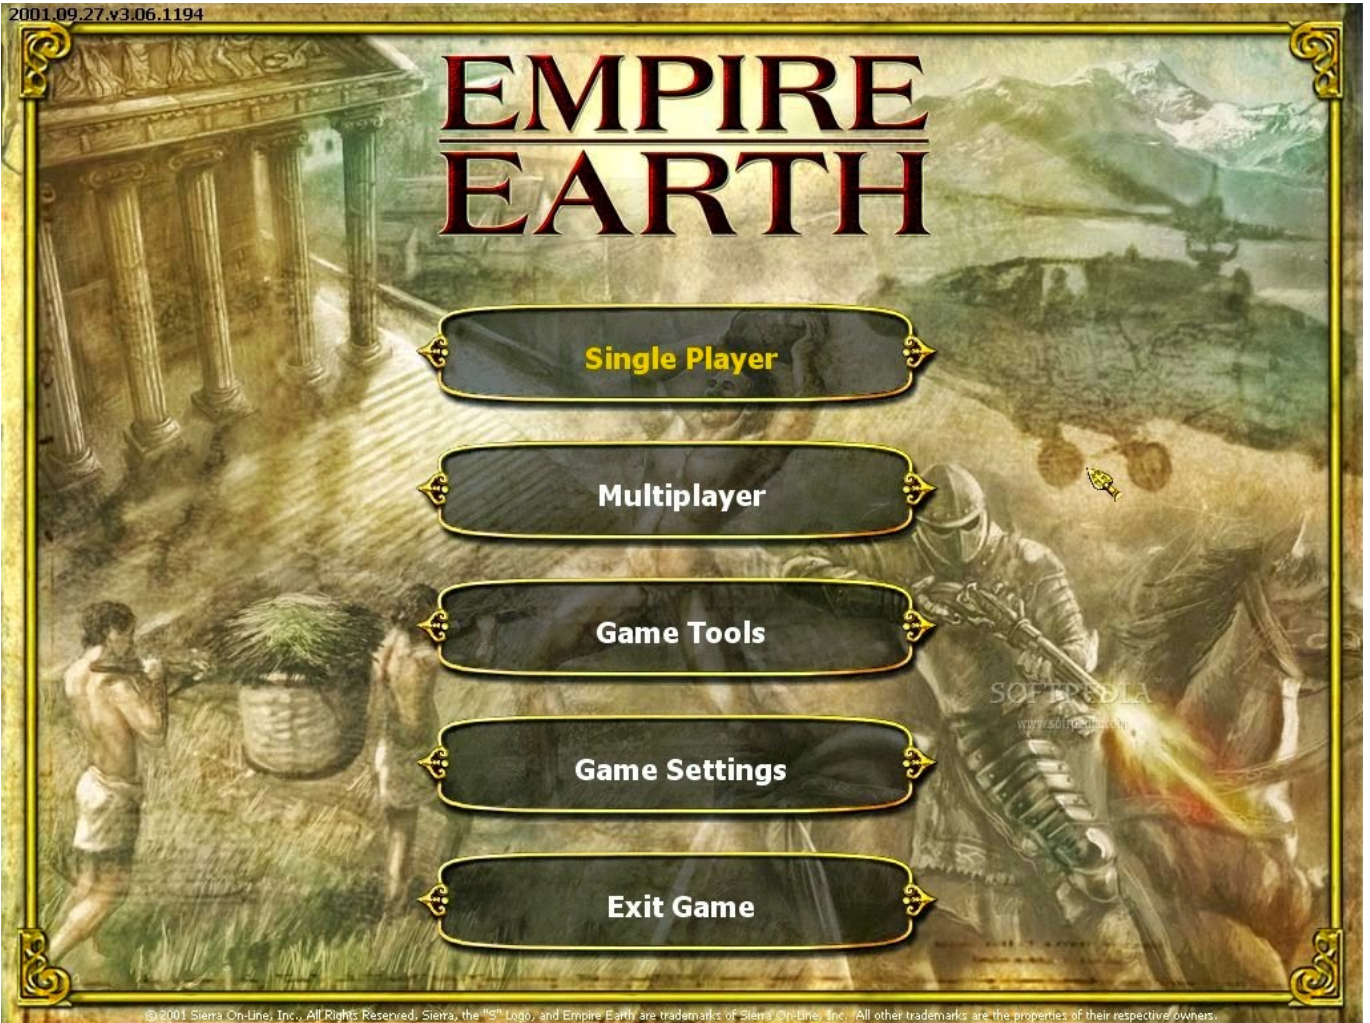 2001.09.27.v3.06.1194
EMPIRE
EARTH
Single Player
Multiplayer
Game Tools
SOFTPEDIA
www.softpedia.com
Game Settings
Exit Game
© 2001 Sierra On-Line, Inc., All Rights Reserved. Sierra, the "S" Logo, and Empire Earth are trademarks of Sierra On-Line, Inc. All other trademarks are the properties of their respective owners.